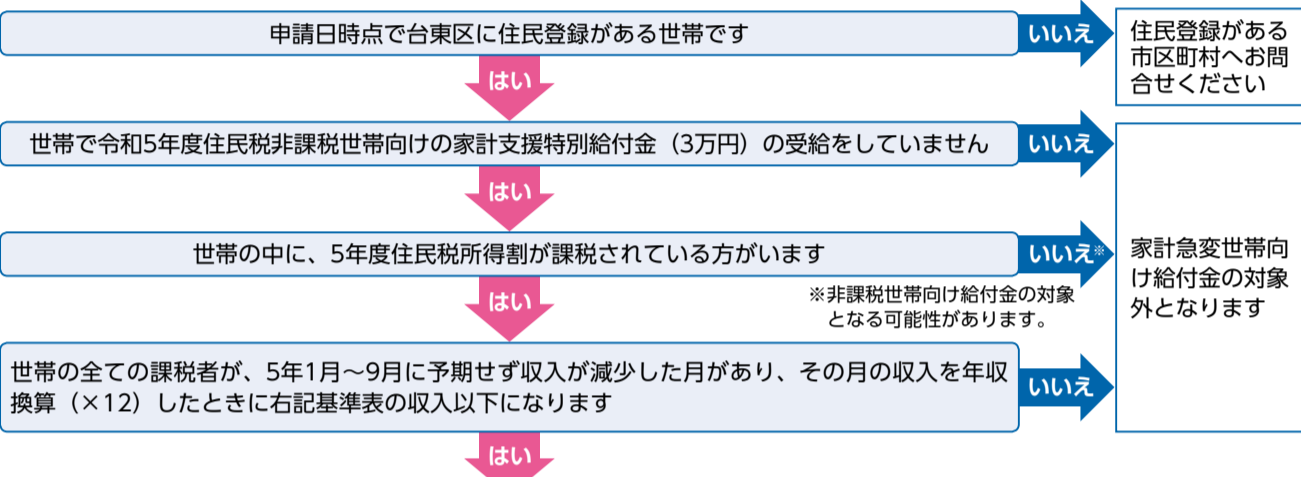 申請日時点で台東区に住民登録がある世帯です
いいえ
住民登録がある
市区町村へお問
合せください
はい
世帯で令和5年度住民税非課税世帯向けの家計支援特別給付金（3万円）の受給をしていません
いいえ
はい
世帯の中に、5年度住民税所得割が課税されている方がいます
いいえ※
※非課税世帯向け給付金の対象
となる可能性があります。
家計急変世帯向
け給付金の対象
外となります
はい
世帯の全ての課税者が、5年1月～9月に予期せず収入が減少した月があり、その月の収入を年収
換算（×12）したときに右記基準表の収入以下になります
いいえ
はい